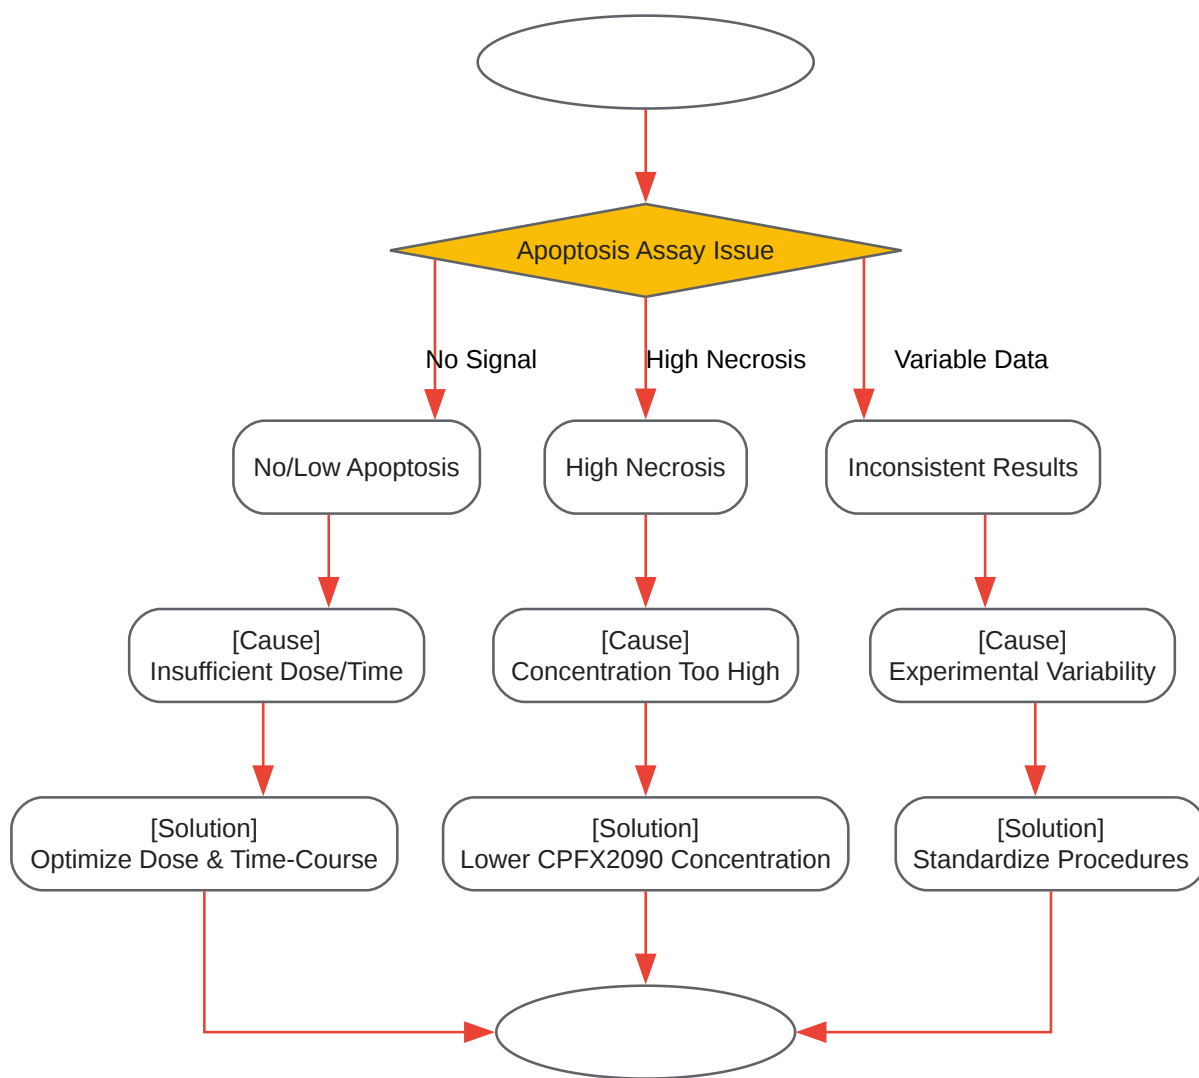 Apoptosis Assay Issue
No Signal
High Necrosis
Variable Data
No/Low Apoptosis
High Necrosis
Inconsistent Results
[Cause]
Insufficient Dose/Time
[Cause]
Concentration Too High
[Cause]
Experimental Variability
[Solution]
Optimize Dose & Time-Course
[Solution]
Lower CPFX2090 Concentration
[Solution]
Standardize Procedures